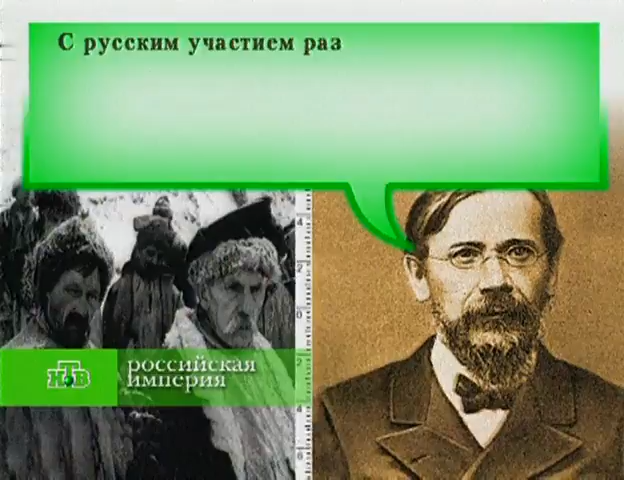 С русским участием раз
НТВ
российская
империя